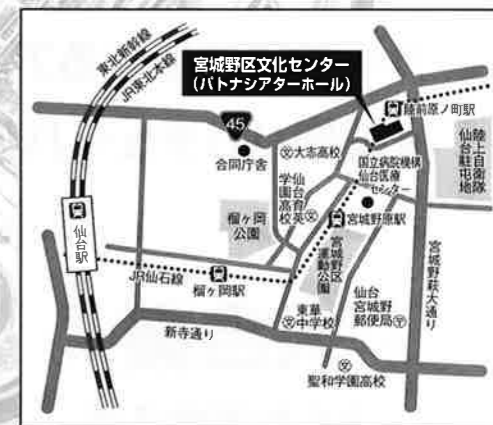 東北新幹線
JR東北本線
宮城野区文化センター
(パトナシアターホール)
陸前原ノ町駅
45
合同庁舎
大志高校
国立病院機構
仙台医療
センター
陸上自衛隊
仙台駐屯地
仙台育英
学園高校
榴ヶ岡
公園
宮城野原駅
仙台駅
JR仙石線
榴ヶ岡駅
宮城野区
運動公園
宮城野萩大通り
東華
中学校
仙台
宮城野
郵便局
新寺通り
聖和学園高校